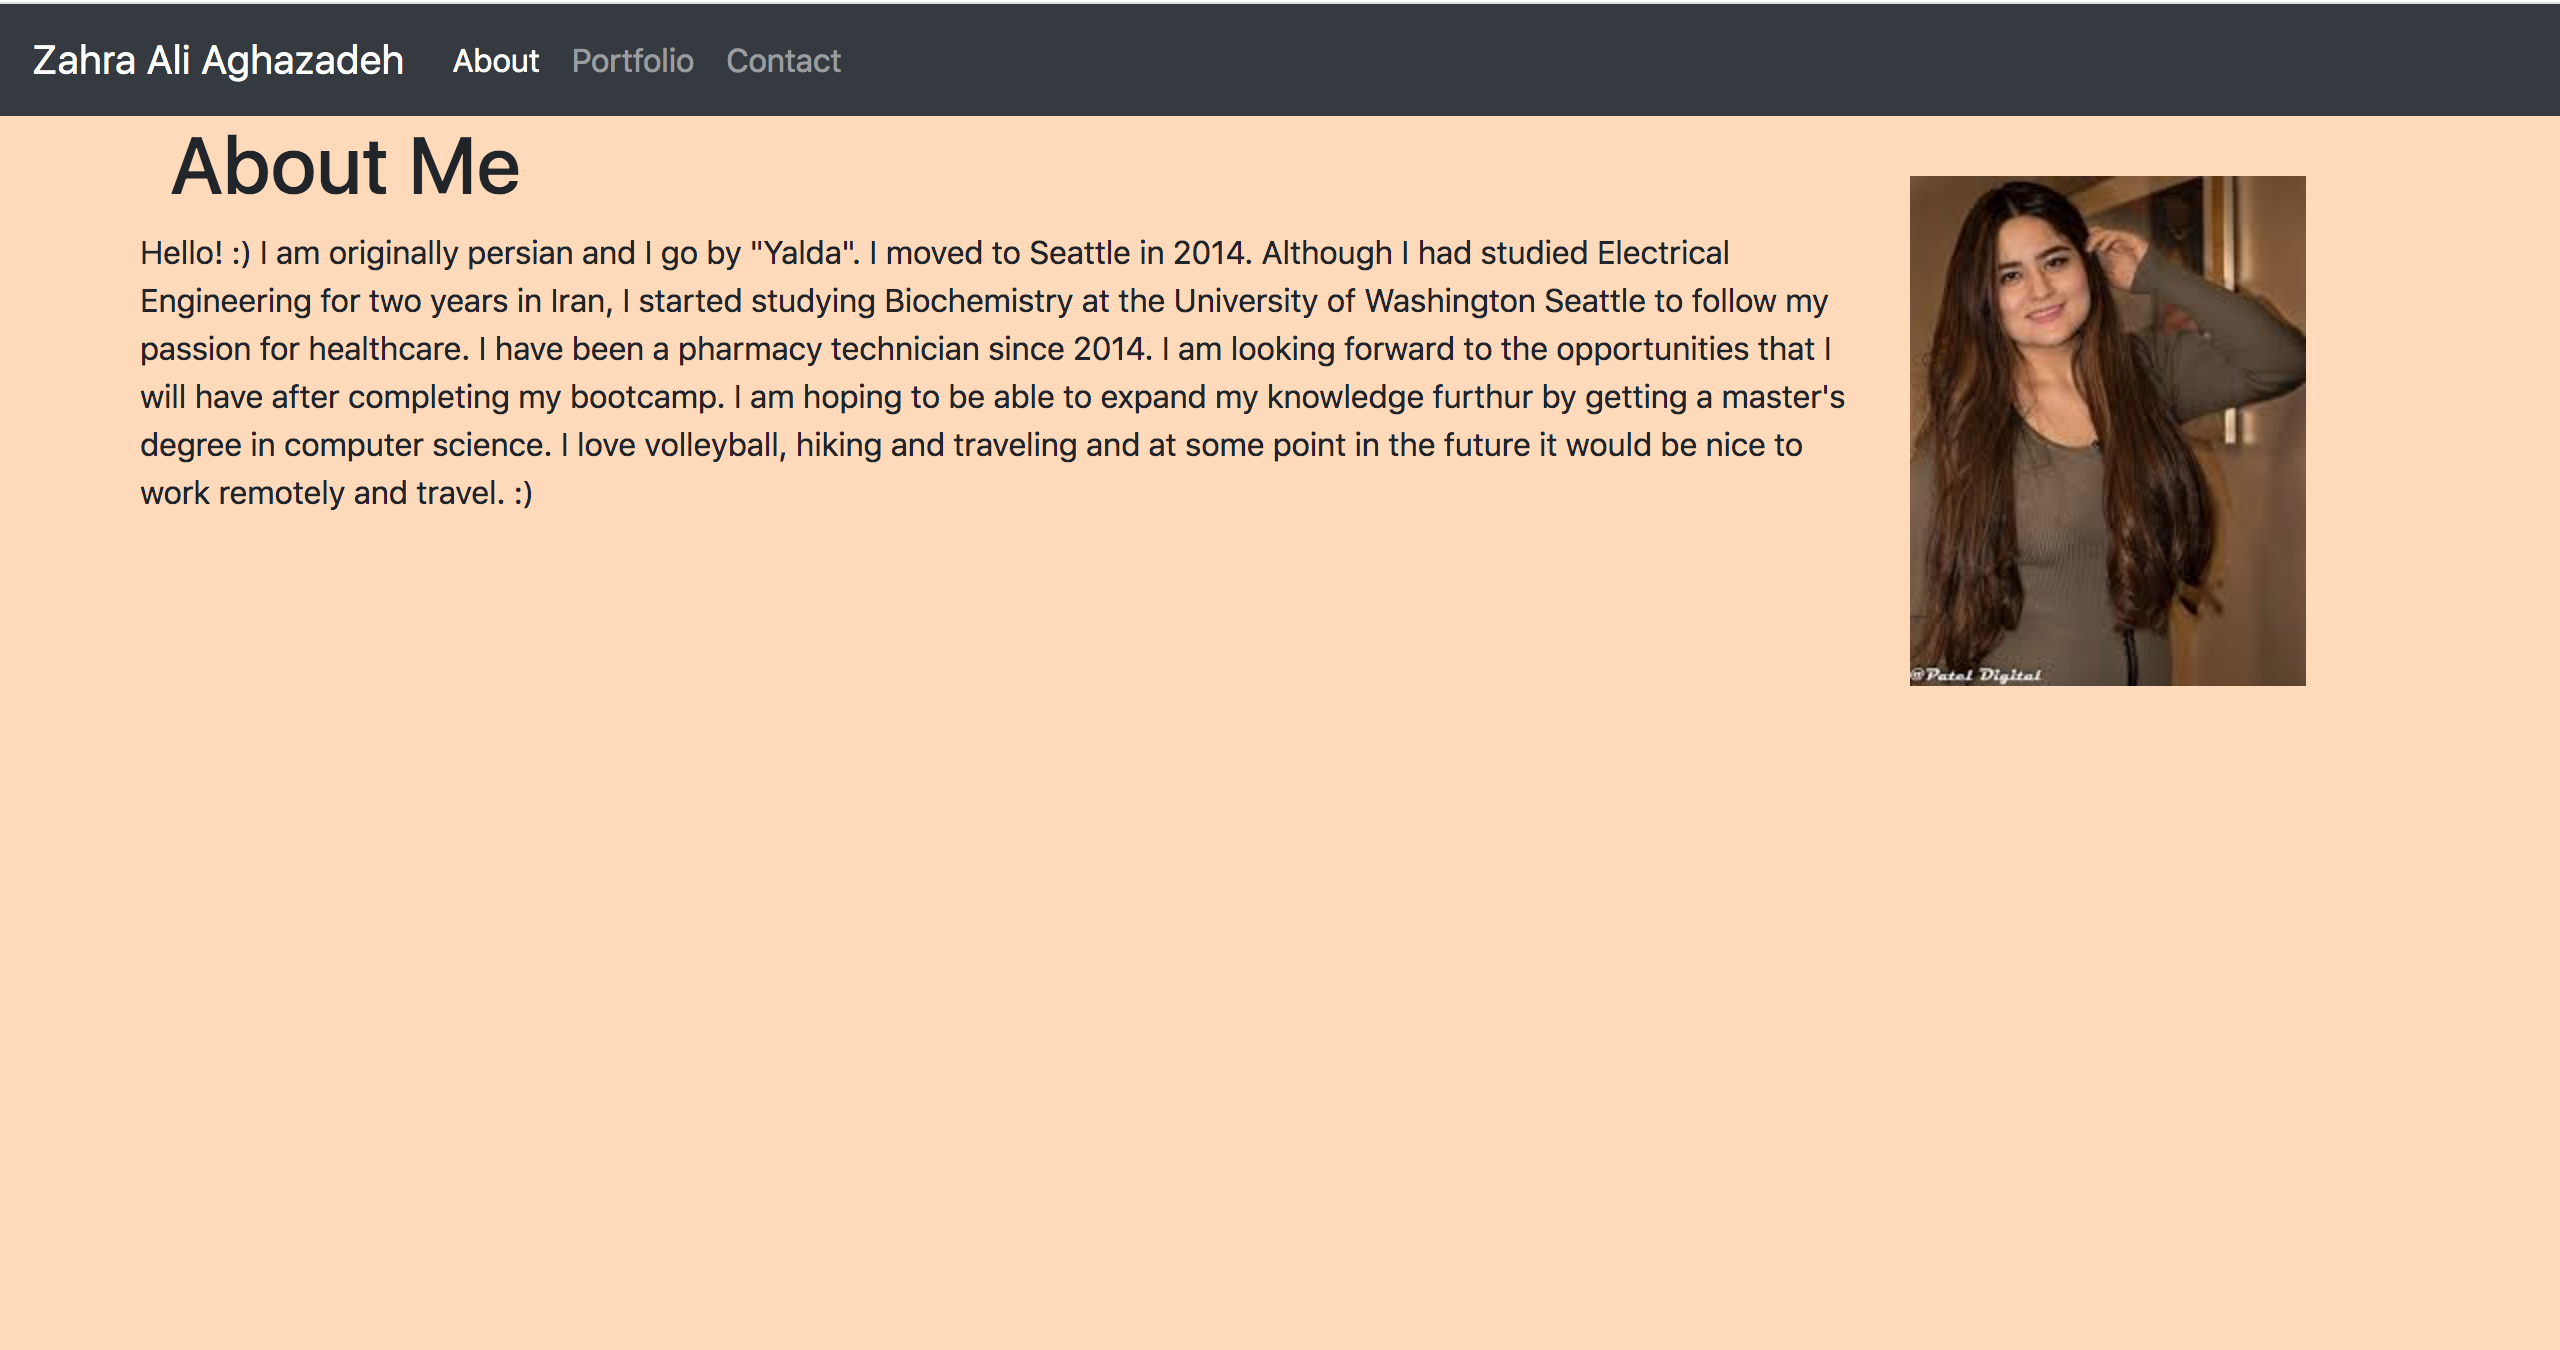 Zahra Ali Aghazadeh About Portfolio Contact
About Me
Hello! :) I am originally persian and I go by "Yalda". I moved to Seattle in 2014. Although I had studied Electrical
Engineering for two years in Iran, I started studying Biochemistry at the University of Washington Seattle to follow my
passion for healthcare. I have been a pharmacy technician since 2014. I am looking forward to the opportunities that I
will have after completing my bootcamp. I am hoping to be able to expand my knowledge furthur by getting a master's
degree in computer science. I love volleyball, hiking and traveling and at some point in the future it would be nice to
work remotely and travel. :)
@Patel Digital